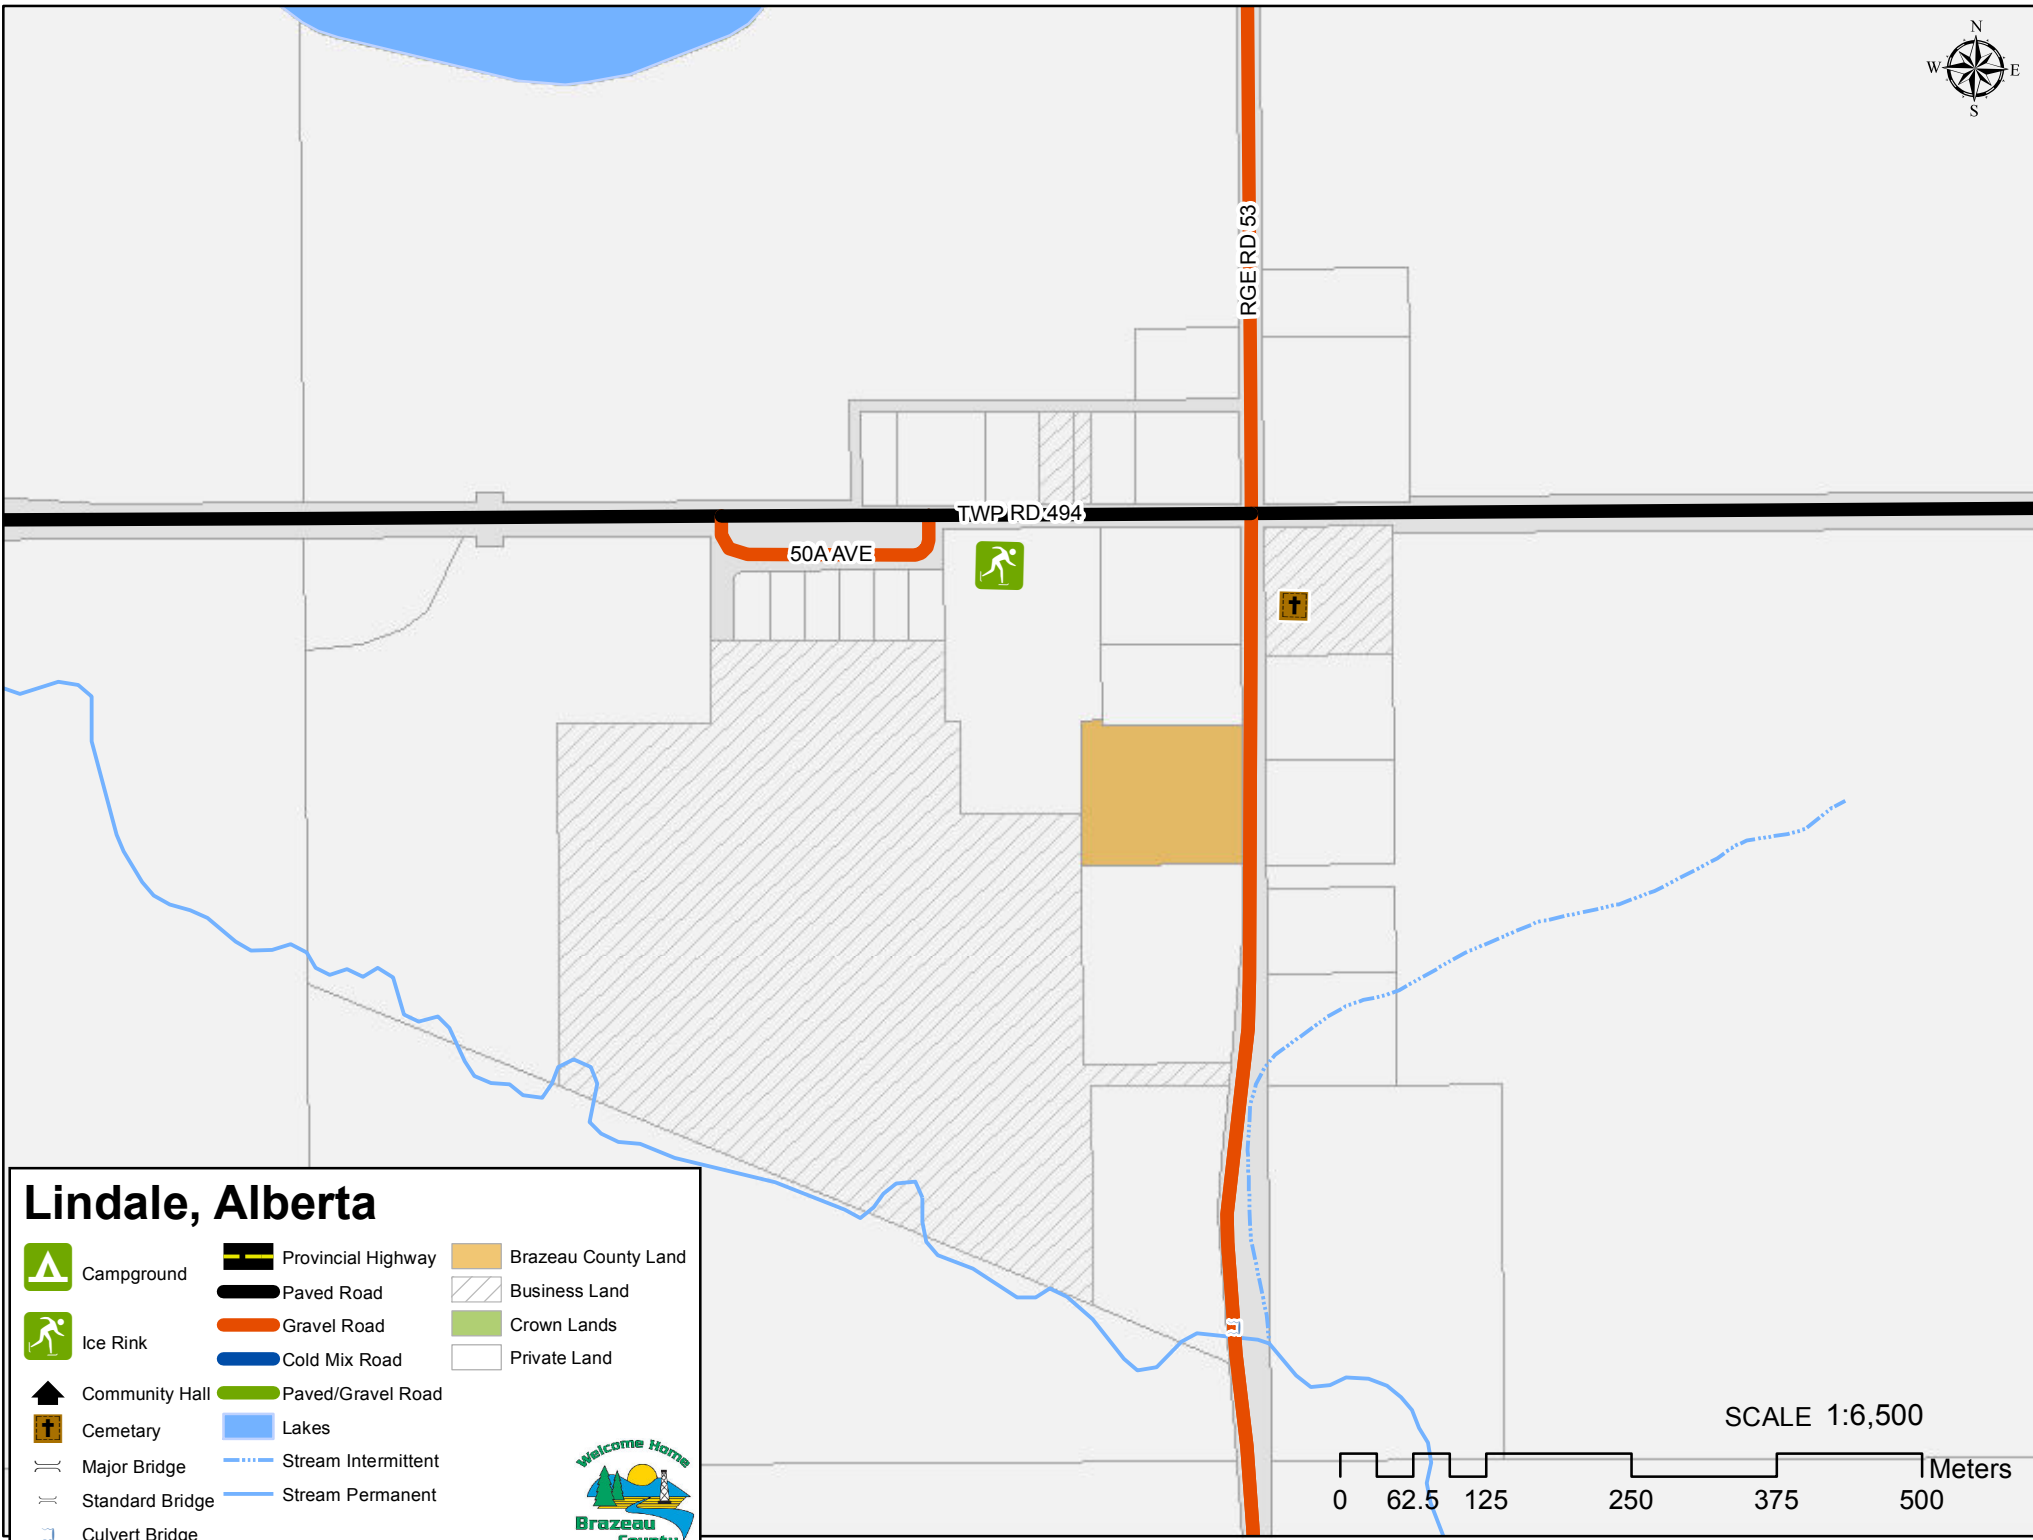 N
W
E
S
RGE RD 53
TWP RD 494
50A AVE
Lindale, Alberta
Campground
Ice Rink
Community Hall
Cemetary
Major Bridge
Standard Bridge
Culvert Bridge
Provincial Highway
Paved Road
Gravel Road
Cold Mix Road
Paved/Gravel Road
Lakes
Stream Intermittent
Stream Permanent
Brazeau County Land
Business Land
Crown Lands
Private Land
Welcome Home
Brazeau
County
SCALE 1:6,500
Meters
0 62.5 125 250 375 500